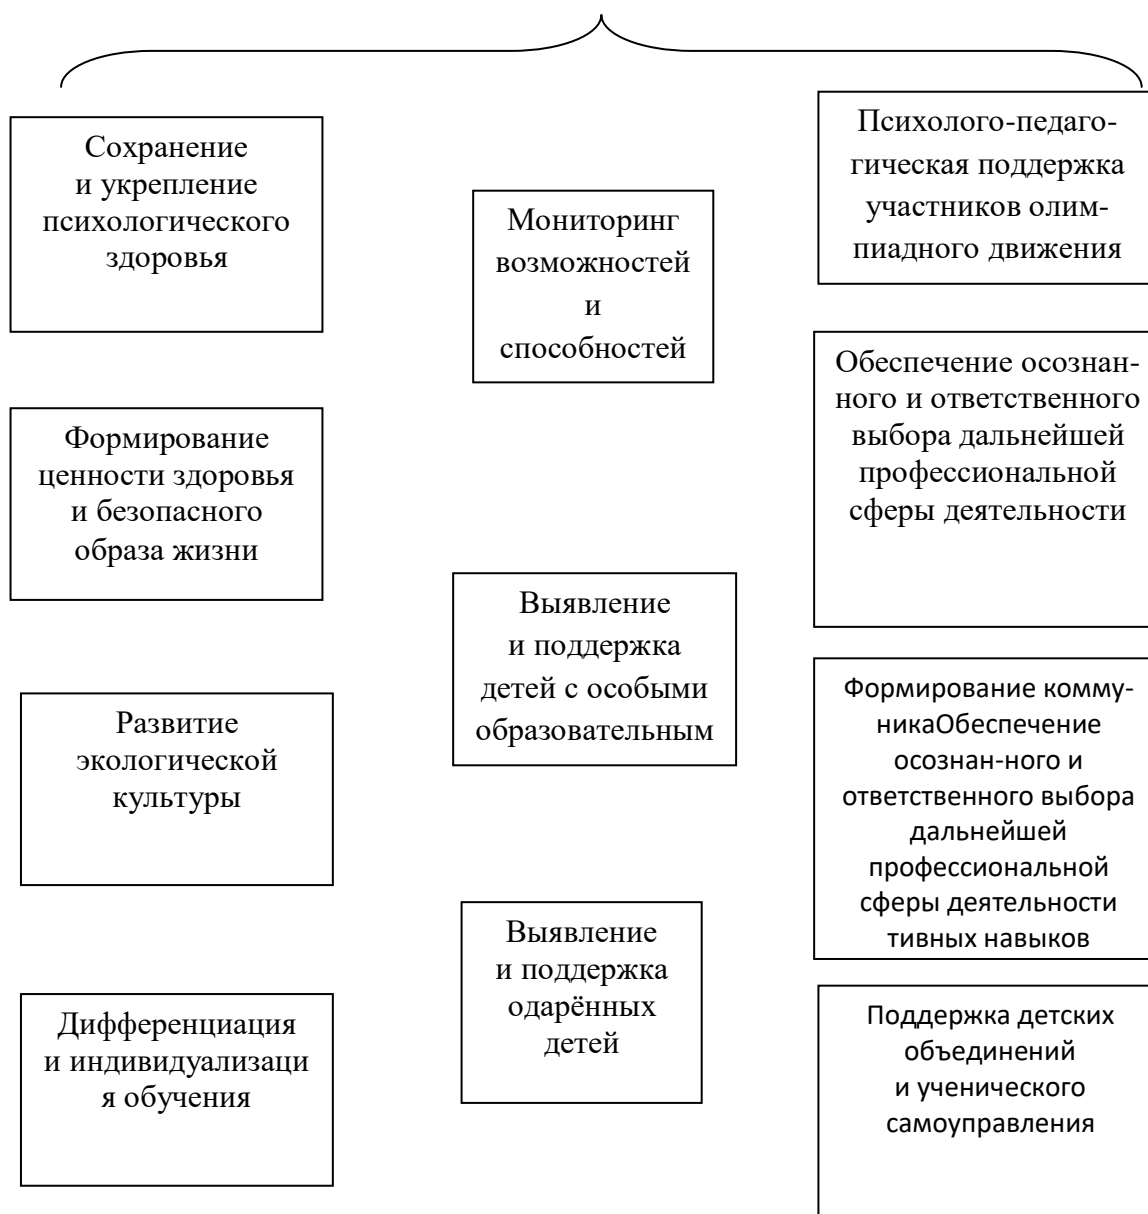 Сохранение
и укрепление
психологического
здоровья
Формирование
ценности здоровья
и безопасного
образа жизни
Развитие
экологической
культуры
Дифференциация
и индивидуализаци
я обучения
Мониторинг
возможностей
и
способностей
Выявление
и поддержка
детей с особыми
образовательным
Выявление
и поддержка
одарённых
детей
Психолого-педаго-
гическая поддержка
участников олим-
пиадного движения
Обеспечение осознан-
ного и ответственного
выбора дальнейшей
профессиональной
сферы деятельности
Формирование комму-
никаОбеспечение
осознан-ного и
ответственного выбора
дальнейшей
профессиональной
сферы деятельности
тивных навыков
Поддержка детских
объединений
и ученического
самоуправления